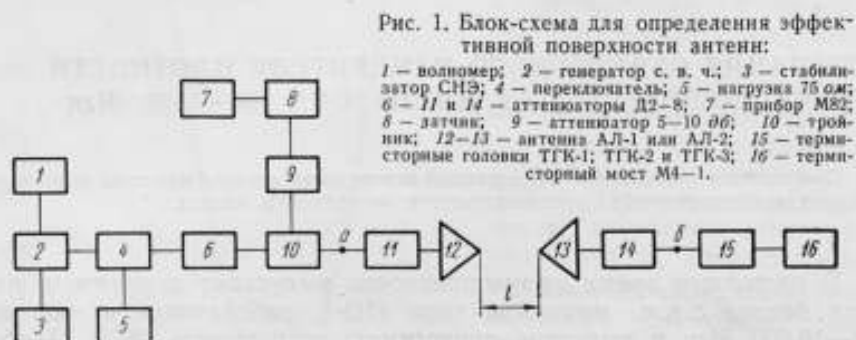 Рис. 1. Блок-схема для определения эффек-
тивной поверхности антенн:
1 — волномер; 2 — генератор с. в. ч.; 3 — стабили-
затор СНЭ; 4 — переключатель; 5 — нагрузка 75 ом;
6 — 11 и 14 — аттенюаторы Д2—8; 7 — прибор М82;
8 — датчик; 9 — аттенюатор 5—10 дб; 10 — трой-
ник; 12—13 — антенна АЛ-1 или АЛ-2; 15 — терми-
сторные головки ТГК-1; ТГК-2 и ТГК-3; 16 — терми-
сторный мост М4—1.
7 8
1 9
2 4 6 10 а 11 12 13 14 б 15 16
l
3 5